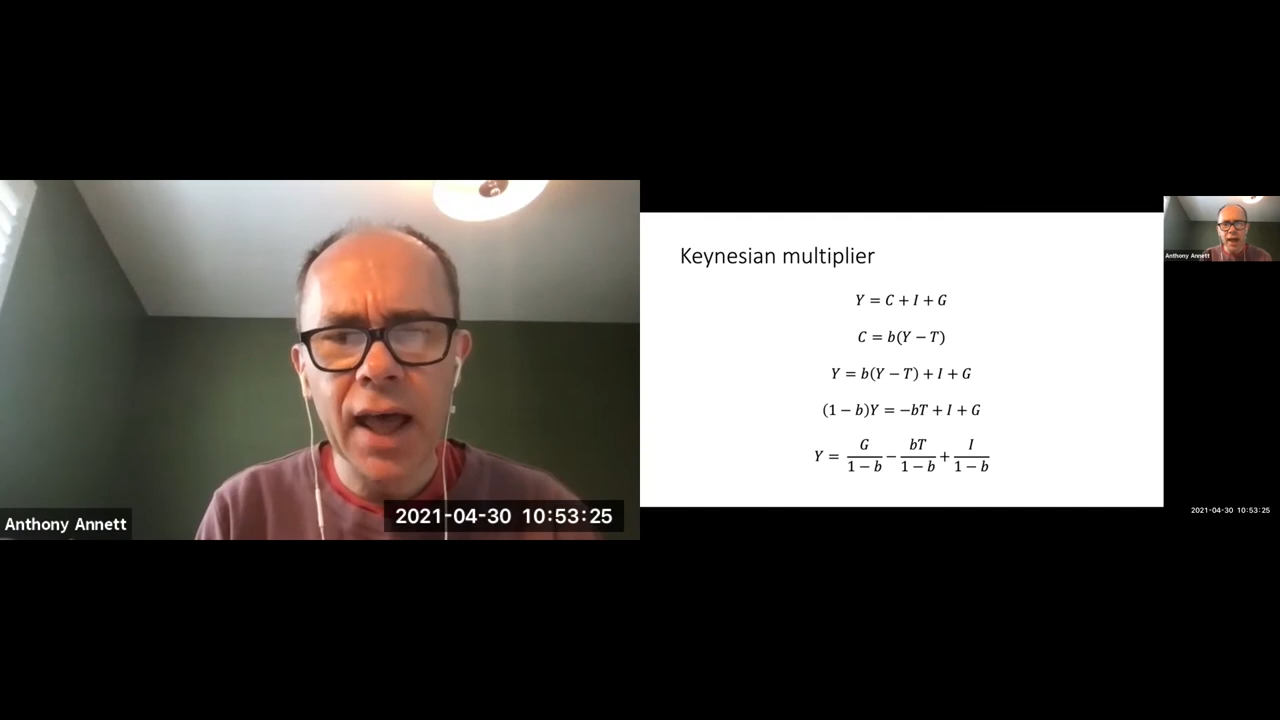 Anthony Annett
2021-04-30 10:53:25
Keynesian multiplier
Y = C + I + G
C = b(Y − T)
Y = b(Y − T) + I + G
(1 − b)Y = −bT + I + G
Y = G/(1 − b) − bT/(1 − b) + I/(1 − b)
Anthony Annett
2021-04-30 10:53:25